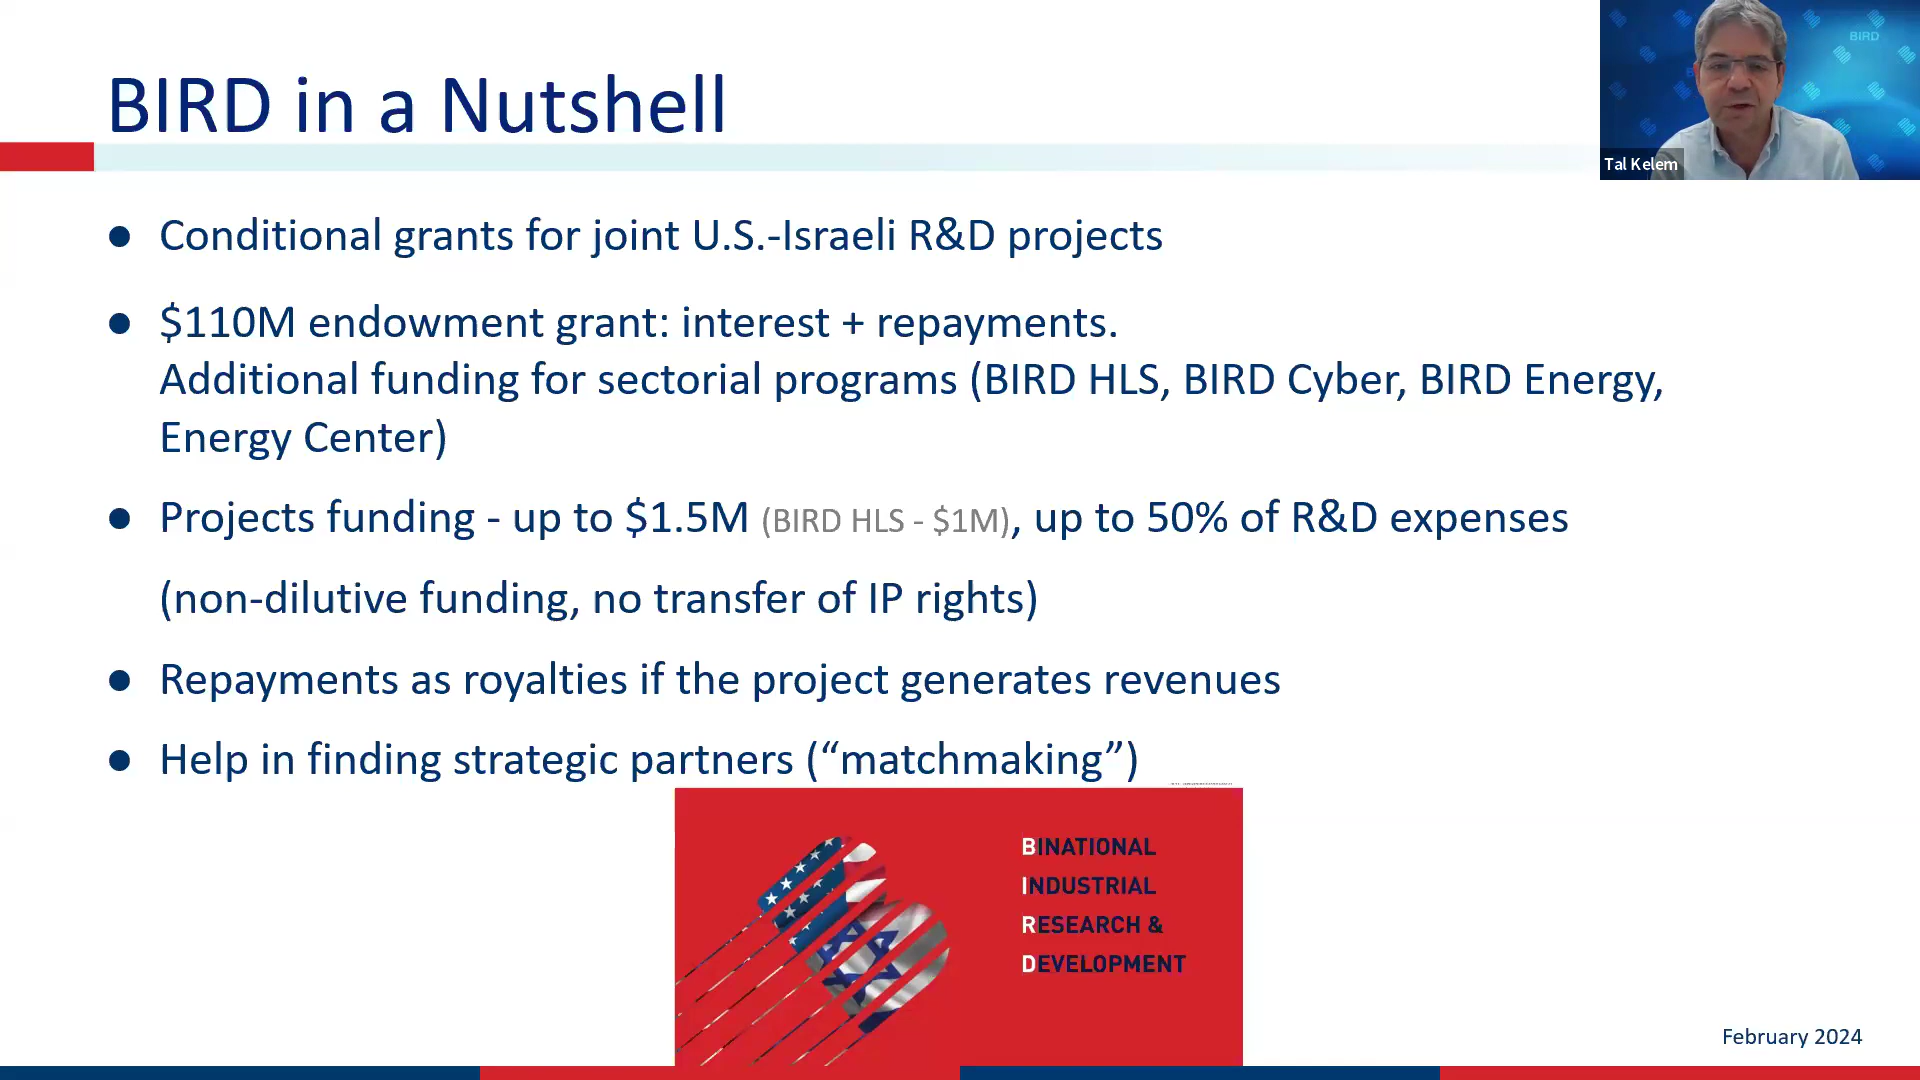 BIRD in a Nutshell
BIRD
Tal Kelem
● Conditional grants for joint U.S.-Israeli R&D projects
● $110M endowment grant: interest + repayments.
Additional funding for sectorial programs (BIRD HLS, BIRD Cyber, BIRD Energy,
Energy Center)
● Projects funding - up to $1.5M (BIRD HLS - $1M), up to 50% of R&D expenses
(non-dilutive funding, no transfer of IP rights)
● Repayments as royalties if the project generates revenues
● Help in finding strategic partners (“matchmaking”)
BINATIONAL
INDUSTRIAL
RESEARCH &
DEVELOPMENT
February 2024